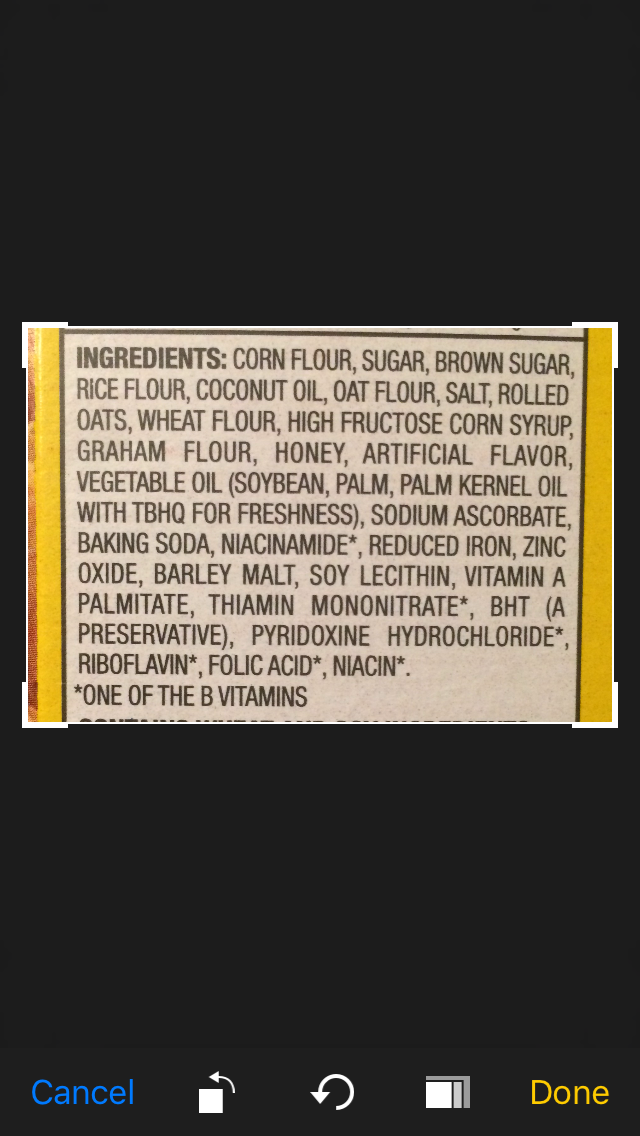 INGREDIENTS: CORN FLOUR, SUGAR, BROWN SUGAR,
RICE FLOUR, COCONUT OIL, OAT FLOUR, SALT, ROLLED
OATS, WHEAT FLOUR, HIGH FRUCTOSE CORN SYRUP,
GRAHAM FLOUR, HONEY, ARTIFICIAL FLAVOR,
VEGETABLE OIL (SOYBEAN, PALM, PALM KERNEL OIL
WITH TBHQ FOR FRESHNESS), SODIUM ASCORBATE,
BAKING SODA, NIACINAMIDE*, REDUCED IRON, ZINC
OXIDE, BARLEY MALT, SOY LECITHIN, VITAMIN A
PALMITATE, THIAMIN MONONITRATE*, BHT (A
PRESERVATIVE), PYRIDOXINE HYDROCHLORIDE*,
RIBOFLAVIN*, FOLIC ACID*, NIACIN*.
*ONE OF THE B VITAMINS
Cancel Done